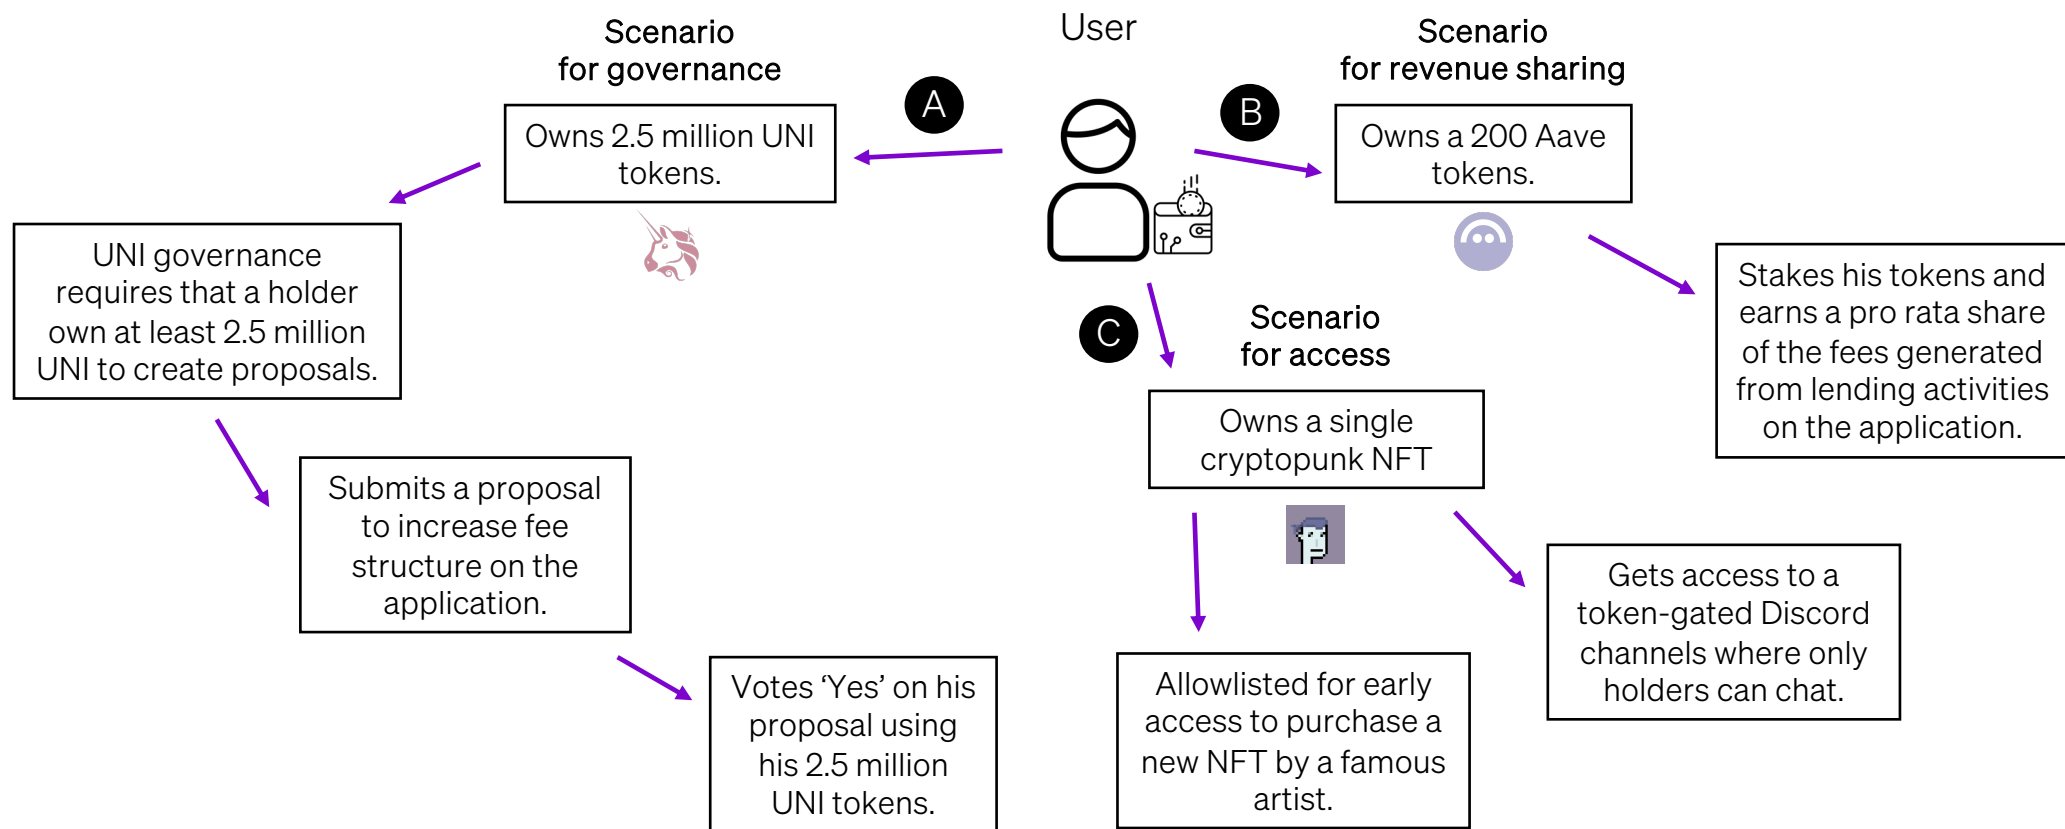 User
Scenario
for governance
A
Owns 2.5 million UNI
tokens.
UNI governance
requires that a holder
own at least 2.5 million
UNI to create proposals.
Submits a proposal
to increase fee
structure on the
application.
Votes ‘Yes’ on his
proposal using
his 2.5 million
UNI tokens.
Scenario
for revenue sharing
B
Owns a 200 Aave
tokens.
Stakes his tokens and
earns a pro rata share
of the fees generated
from lending activities
on the application.
C
Scenario
for access
Owns a single
cryptopunk NFT
Allowlisted for early
access to purchase a
new NFT by a famous
artist.
Gets access to a
token-gated Discord
channels where only
holders can chat.